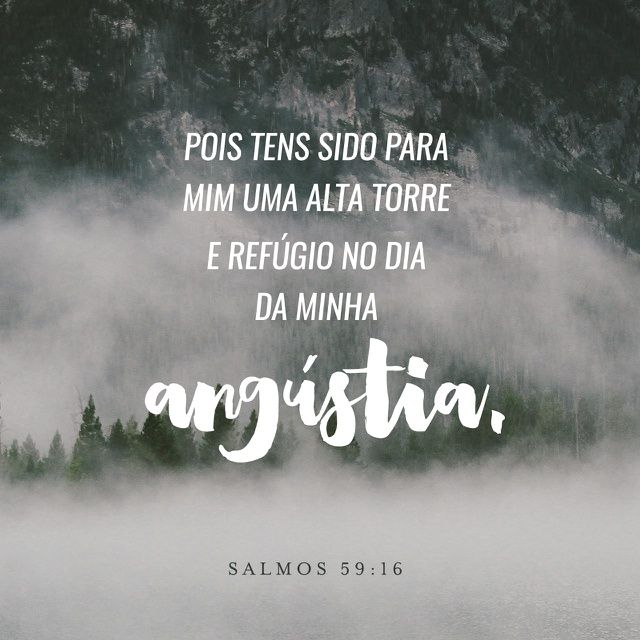 POIS TENS SIDO PARA
MIM UMA ALTA TORRE
E REFÚGIO NO DIA
DA MINHA
angústia.
SALMOS 59:16